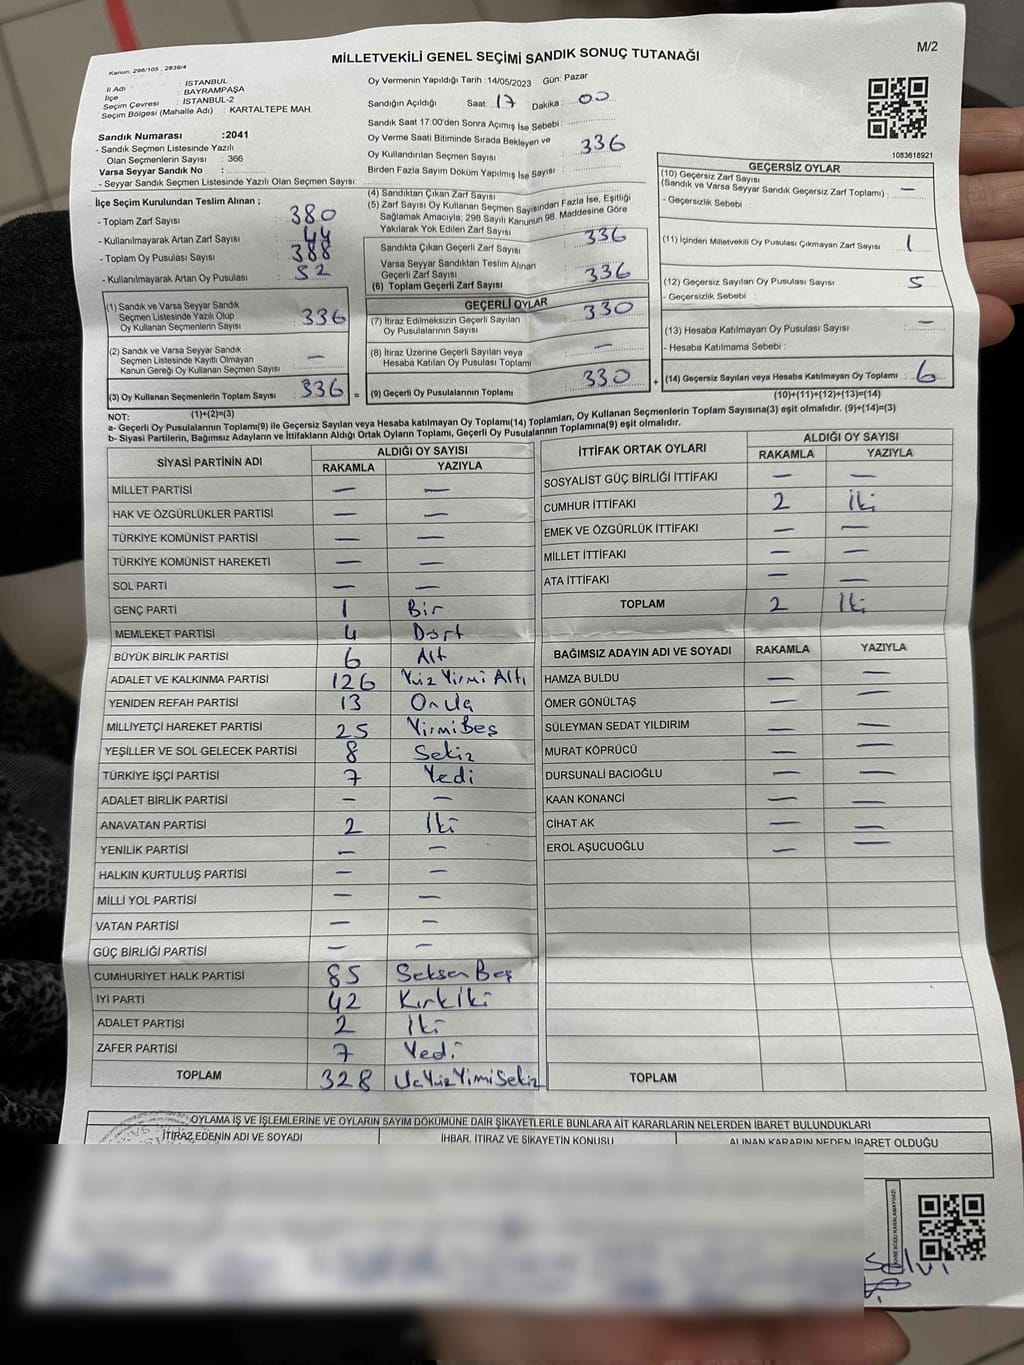 M/2
MİLLETVEKİLİ GENEL SEÇİMİ SANDIK SONUÇ TUTANAĞI
Kanun, 298/105 , 2839/4
İl Adı : İSTANBUL
İlçe : BAYRAMPAŞA
Seçim Çevresi : İSTANBUL-2
Seçim Bölgesi (Mahalle Adı) : KARTALTEPE MAH.
Sandık Numarası :2041
- Sandık Seçmen Listesinde Yazılı
Olan Seçmenlerin Sayısı : 366
Varsa Seyyar Sandık No :
- Seyyar Sandık Seçmen Listesinde Yazılı Olan Seçmen Sayısı:
Oy Vermenin Yapıldığı Tarih :14/05/2023 Gün: Pazar
Sandığın Açıldığı Saat: 17 Dakika : 00
Sandık Saat 17:00'den Sonra Açımış İse Sebebi :
Oy Verme Saati Bitiminde Sırada Bekleyen ve
Oy Kullandırılan Seçmen Sayısı : 336
Birden Fazla Sayım Döküm Yapılmış İse Sayısı :
1083618921
İlçe Seçim Kurulundan Teslim Alınan ;
- Toplam Zarf Sayısı : 380
- Kullanılmayarak Artan Zarf Sayısı : 44
- Toplam Oy Pusulası Sayısı : 388
- Kullanılmayarak Artan Oy Pusulası : 52
(1) Sandık ve Varsa Seyyar Sandık
Seçmen Listesinde Yazılı Olup
Oy Kullanan Seçmenlerin Sayısı : 336
(2) Sandık ve Varsa Seyyar Sandık
Seçmen Listesinde Kayıtlı Olmayan
Kanun Gereği Oy Kullanan Seçmen Sayısı : —
(3) Oy Kullanan Seçmenlerin Toplam Sayısı : 336 =
(1)+(2)=(3)
(4) Sandıktan Çıkan Zarf Sayısı
(5) Zarf Sayısı Oy Kullanan Seçmen Sayısından Fazla İse, Eşitliği
Sağlamak Amacıyla, 298 Sayılı Kanunun 98. Maddesine Göre
Yakılarak Yok Edilen Zarf Sayısı
Sandıkta Çıkan Geçerli Zarf Sayısı : 336
Varsa Seyyar Sandıktan Teslim Alınan
Geçerli Zarf Sayısı
(6) Toplam Geçerli Zarf Sayısı : 336
GEÇERLİ OYLAR
(7) İtiraz Edilmeksizin Geçerli Sayılan
Oy Pusulalarının Sayısı : 330
(8) İtiraz Üzerine Geçerli Sayılan veya
Hesaba Katılan Oy Pusulası Toplamı : —
(9) Geçerli Oy Pusulalarının Toplamı : 330 +
GEÇERSİZ OYLAR
(10) Geçersiz Zarf Sayısı
(Sandık ve Varsa Seyyar Sandık Geçersiz Zarf Toplamı) : —
- Geçersizlik Sebebi :
(11) İçinden Milletvekili Oy Pusulası Çıkmayan Zarf Sayısı : 1
(12) Geçersiz Sayılan Oy Pusulası Sayısı : 5
- Geçersizlik Sebebi :
(13) Hesaba Katılmayan Oy Pusulası Sayısı : —
- Hesaba Katılmama Sebebi :
(14) Geçersiz Sayılan veya Hesaba Katılmayan Oy Toplamı : 6
(10)+(11)+(12)+(13)=(14)
NOT:
a- Geçerli Oy Pusulalarının Toplamı(9) ile Geçersiz Sayılan veya Hesaba katılmayan Oy Toplamı(14) Toplamları, Oy Kullanan Seçmenlerin Toplam Sayısına(3) eşit olmalıdır. (9)+(14)=(3)
b- Siyasi Partilerin, Bağımsız Adayların ve İttifakların Aldığı Ortak Oyların Toplamı, Geçerli Oy Pusulalarının Toplamına(9) eşit olmalıdır.
SİYASİ PARTİNİN ADI ALDIĞI OY SAYISI
RAKAMLA YAZIYLA
MİLLET PARTİSİ — —
HAK VE ÖZGÜRLÜKLER PARTİSİ — —
TÜRKİYE KOMÜNİST PARTİSİ — —
TÜRKİYE KOMÜNİST HAREKETİ — —
SOL PARTİ — —
GENÇ PARTİ 1 Bir
MEMLEKET PARTİSİ 4 Dört
BÜYÜK BİRLİK PARTİSİ 6 Altı
ADALET VE KALKINMA PARTİSİ 126 Yüz Yirmi Altı
YENİDEN REFAH PARTİSİ 13 Onüç
MİLLİYETÇİ HAREKET PARTİSİ 25 Yirmi Beş
YEŞİLLER VE SOL GELECEK PARTİSİ 8 Sekiz
TÜRKİYE İŞÇİ PARTİSİ 7 Yedi
ADALET BİRLİK PARTİSİ — —
ANAVATAN PARTİSİ 2 İki
YENİLİK PARTİSİ — —
HALKIN KURTULUŞ PARTİSİ — —
MİLLİ YOL PARTİSİ — —
VATAN PARTİSİ — —
GÜÇ BİRLİĞİ PARTİSİ — —
CUMHURİYET HALK PARTİSİ 85 Seksen Beş
İYİ PARTİ 42 Kırk İki
ADALET PARTİSİ 2 İki
ZAFER PARTİSİ 7 Yedi
TOPLAM 328 ÜçYüzYirmiSekiz
İTTİFAK ORTAK OYLARI ALDIĞI OY SAYISI
RAKAMLA YAZIYLA
SOSYALİST GÜÇ BİRLİĞİ İTTİFAKI — —
CUMHUR İTTİFAKI 2 İki
EMEK VE ÖZGÜRLÜK İTTİFAKI — —
MİLLET İTTİFAKI — —
ATA İTTİFAKI — —
TOPLAM 2 İki
BAĞIMSIZ ADAYIN ADI VE SOYADI RAKAMLA YAZIYLA
HAMZA BULDU — —
ÖMER GÖNÜLTAŞ — —
SÜLEYMAN SEDAT YILDIRIM — —
MURAT KÖPRÜCÜ — —
DURSUNALİ BACIOĞLU — —
KAAN KONANCİ — —
CİHAT AK — —
EROL AŞUCUOĞLU — —
TOPLAM
OYLAMA İŞ VE İŞLEMLERİNE VE OYLARIN SAYIM DÖKÜMÜNE DAİR ŞİKAYETLERLE BUNLARA AİT KARARLARIN NELERDEN İBARET BULUNDUKLARI
İTİRAZ EDENİN ADI VE SOYADI İHBAR, İTİRAZ VE ŞİKAYETİN KONUSU ALINAN KARARIN NEDEN İBARET OLDUĞU